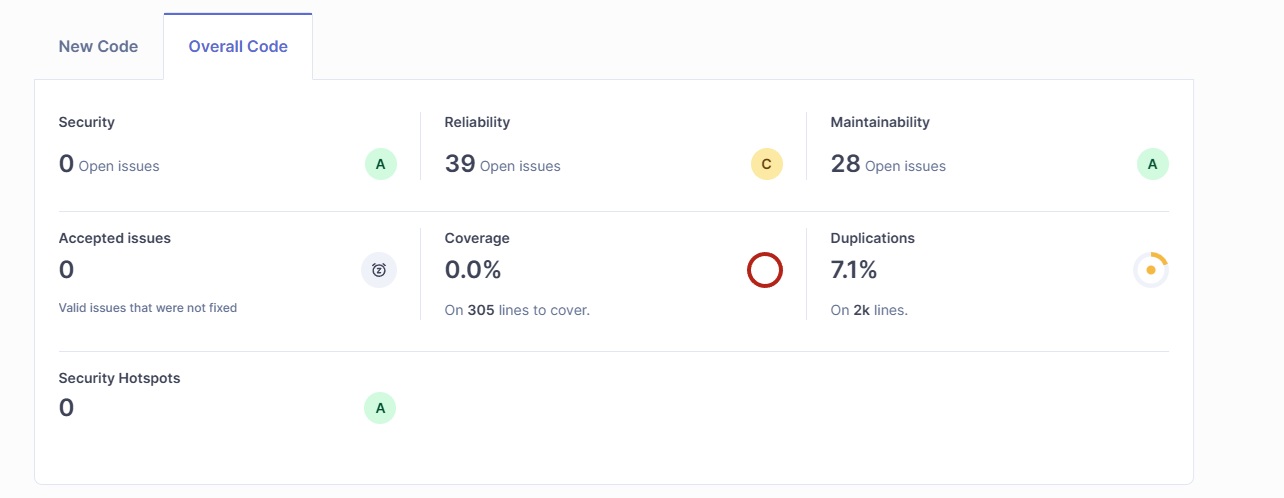 New Code Overall Code
Security Reliability Maintainability
0 Open issues A 39 Open issues C 28 Open issues A
Accepted issues Coverage Duplications
0 0.0% 7.1%
Valid issues that were not fixed On 305 lines to cover. On 2k lines.
Security Hotspots
0 A